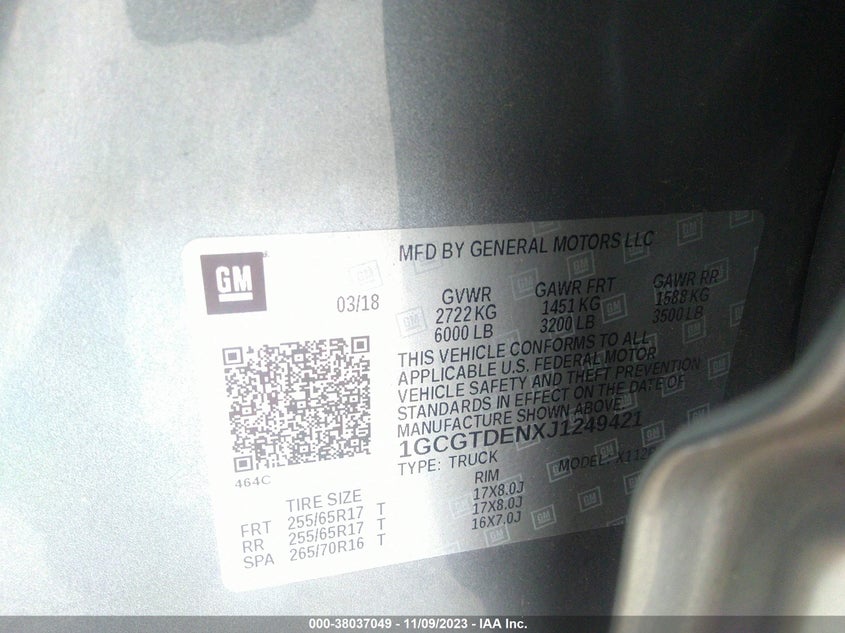 GM
MFD BY GENERAL MOTORS LLC
03/18
GVWR GAWR FRT GAWR RR
2722 KG 1451 KG 1588 KG
6000 LB 3200 LB 3500 LB
THIS VEHICLE CONFORMS TO ALL
APPLICABLE U.S. FEDERAL MOTOR
VEHICLE SAFETY AND THEFT PREVENTION
STANDARDS IN EFFECT ON THE DATE OF
MANUFACTURE SHOWN ABOVE.
1GCGTDENXJ1249421
TYPE: TRUCK MODEL:
464C
TIRE SIZE RIM
FRT 255/65R17 T 17X8.0J
RR 255/65R17 T 17X8.0J
SPA 265/70R16 T 16X7.0J
000-38037049 - 11/09/2023 - IAA Inc.